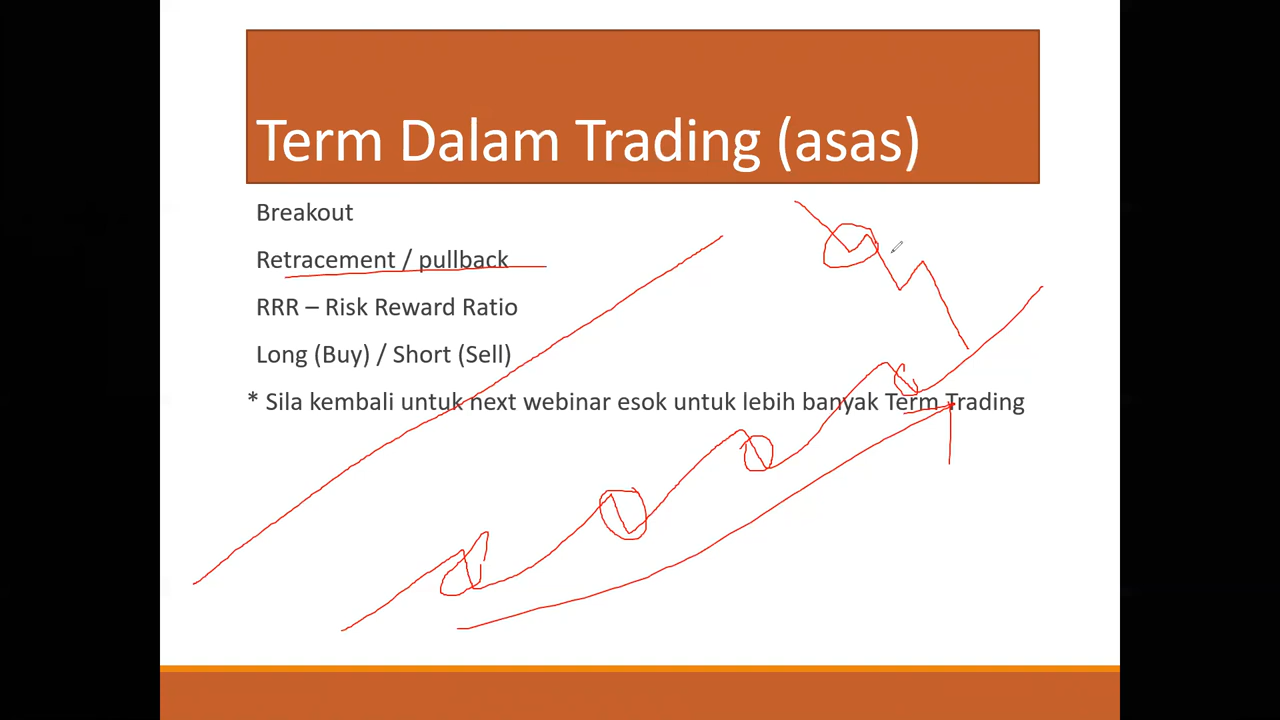 Term Dalam Trading (asas)
Breakout
Retracement / pullback
RRR – Risk Reward Ratio
Long (Buy) / Short (Sell)
* Sila kembali untuk next webinar esok untuk lebih banyak Term Trading